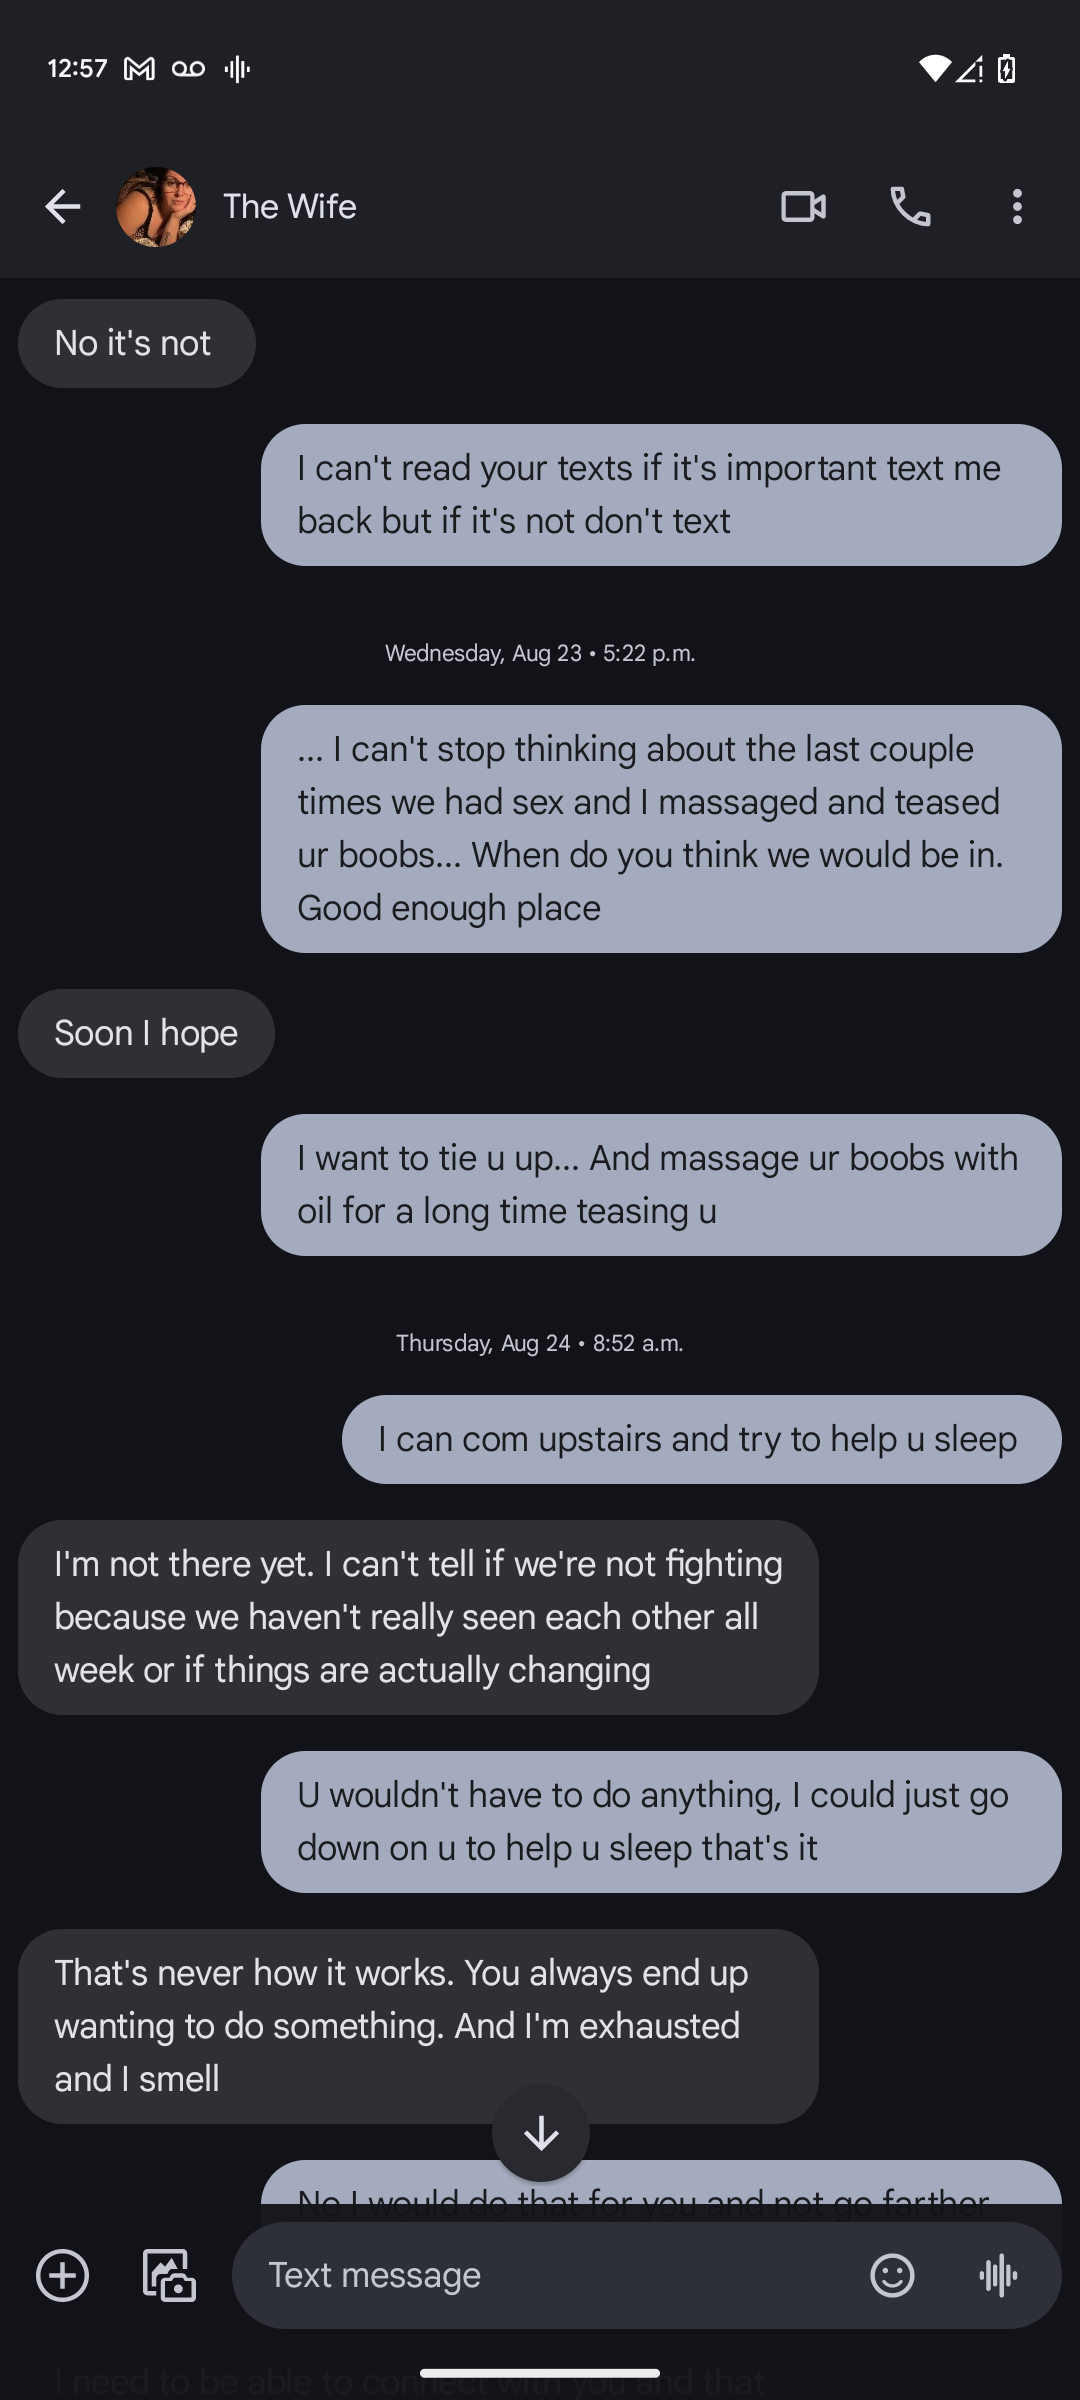 12:57
The Wife
No it's not
I can't read your texts if it's important text me
back but if it's not don't text
Wednesday, Aug 23 • 5:22 p.m.
... I can't stop thinking about the last couple
times we had sex and I massaged and teased
ur boobs... When do you think we would be in.
Good enough place
Soon I hope
I want to tie u up... And massage ur boobs with
oil for a long time teasing u
Thursday, Aug 24 • 8:52 a.m.
I can com upstairs and try to help u sleep
I'm not there yet. I can't tell if we're not fighting
because we haven't really seen each other all
week or if things are actually changing
U wouldn't have to do anything, I could just go
down on u to help u sleep that's it
That's never how it works. You always end up
wanting to do something. And I'm exhausted
and I smell
No I would do that for you and not go farther
Text message
I need to be able to connect with you and that